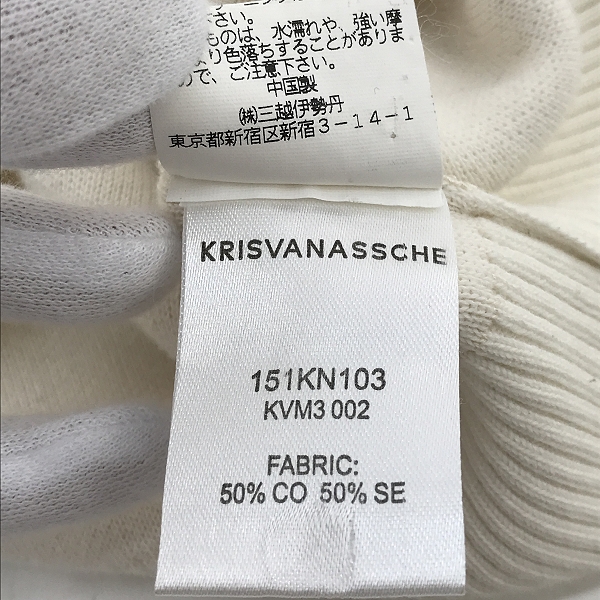 さい。
ものは、水濡れや、強い摩
より色落ちすることがありま
ので、ご注意下さい。
中国製
㈱三越伊勢丹
東京都新宿区新宿3-14-1
KRISVANASSCHE
151KN103
KVM3 002
FABRIC:
50% CO 50% SE